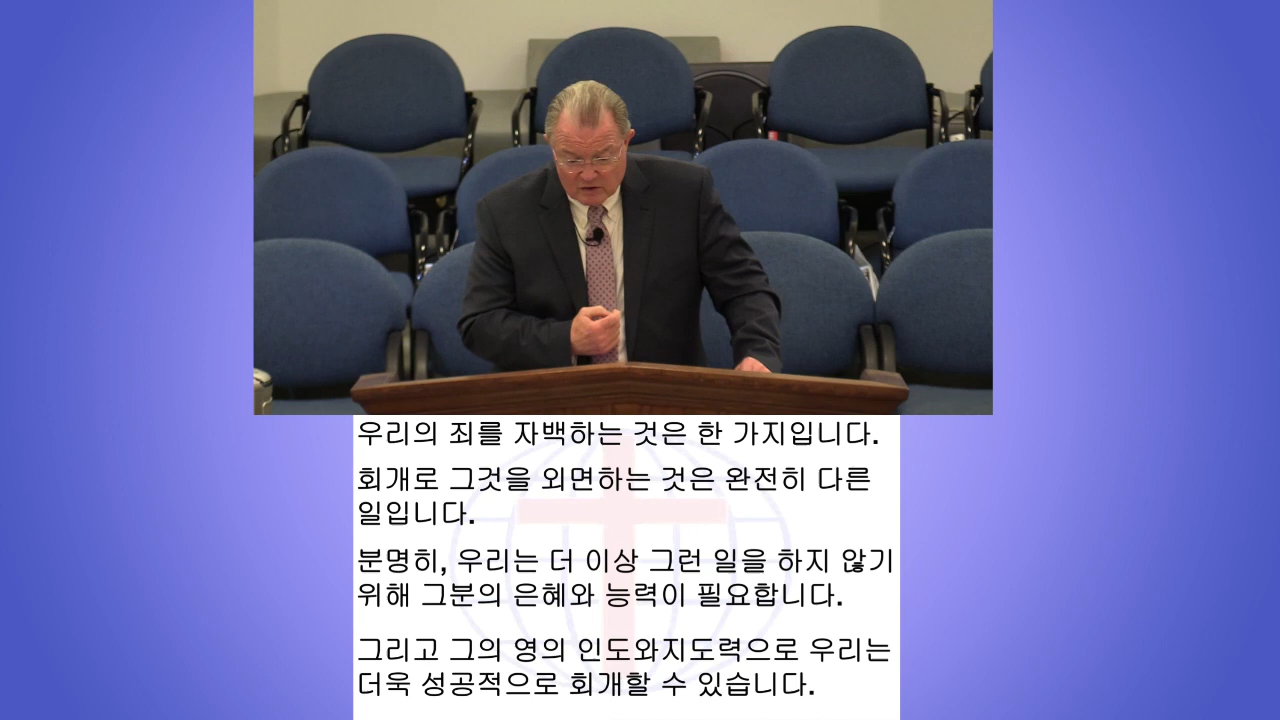 우리의 죄를 자백하는 것은 한 가지입니다.
회개로 그것을 외면하는 것은 완전히 다른
일입니다.
분명히, 우리는 더 이상 그런 일을 하지 않기
위해 그분의 은혜와 능력이 필요합니다.
그리고 그의 영의 인도와지도력으로 우리는
더욱 성공적으로 회개할 수 있습니다.